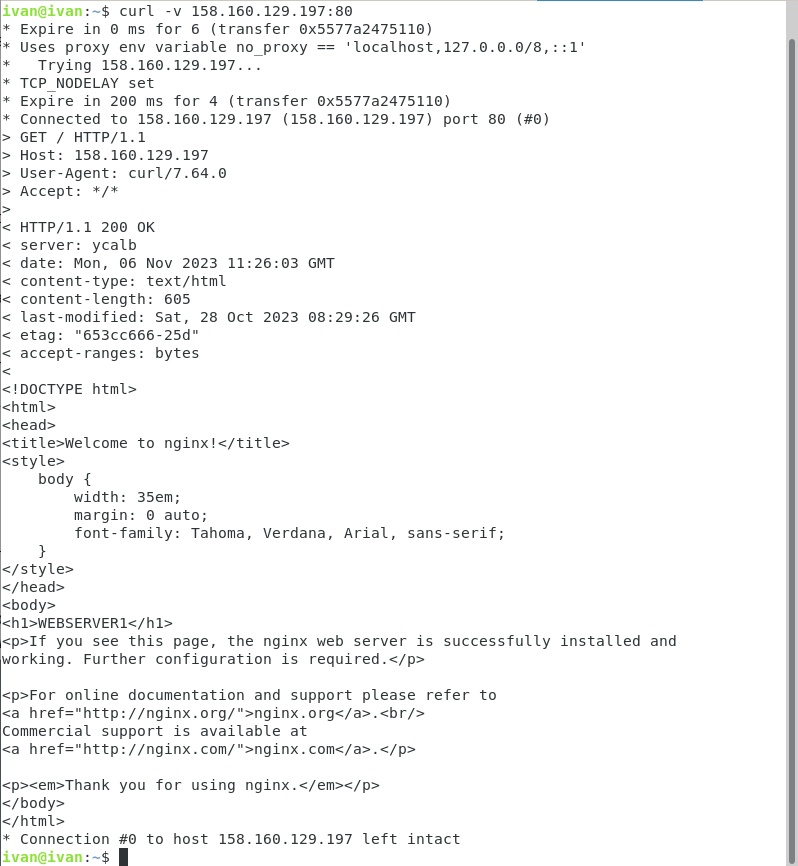 ivan@ivan:~$ curl -v 158.160.129.197:80
* Expire in 0 ms for 6 (transfer 0x5577a2475110)
* Uses proxy env variable no_proxy == 'localhost,127.0.0.0/8,::1'
*   Trying 158.160.129.197...
* TCP_NODELAY set
* Expire in 200 ms for 4 (transfer 0x5577a2475110)
* Connected to 158.160.129.197 (158.160.129.197) port 80 (#0)
> GET / HTTP/1.1
> Host: 158.160.129.197
> User-Agent: curl/7.64.0
> Accept: */*
>
< HTTP/1.1 200 OK
< server: ycalb
< date: Mon, 06 Nov 2023 11:26:03 GMT
< content-type: text/html
< content-length: 605
< last-modified: Sat, 28 Oct 2023 08:29:26 GMT
< etag: "653cc666-25d"
< accept-ranges: bytes
<
<!DOCTYPE html>
<html>
<head>
<title>Welcome to nginx!</title>
<style>
    body {
        width: 35em;
        margin: 0 auto;
        font-family: Tahoma, Verdana, Arial, sans-serif;
    }
</style>
</head>
<body>
<h1>WEBSERVER1</h1>
<p>If you see this page, the nginx web server is successfully installed and
working. Further configuration is required.</p>

<p>For online documentation and support please refer to
<a href="http://nginx.org/">nginx.org</a>.<br/>
Commercial support is available at
<a href="http://nginx.com/">nginx.com</a>.</p>

<p><em>Thank you for using nginx.</em></p>
</body>
</html>
* Connection #0 to host 158.160.129.197 left intact
ivan@ivan:~$